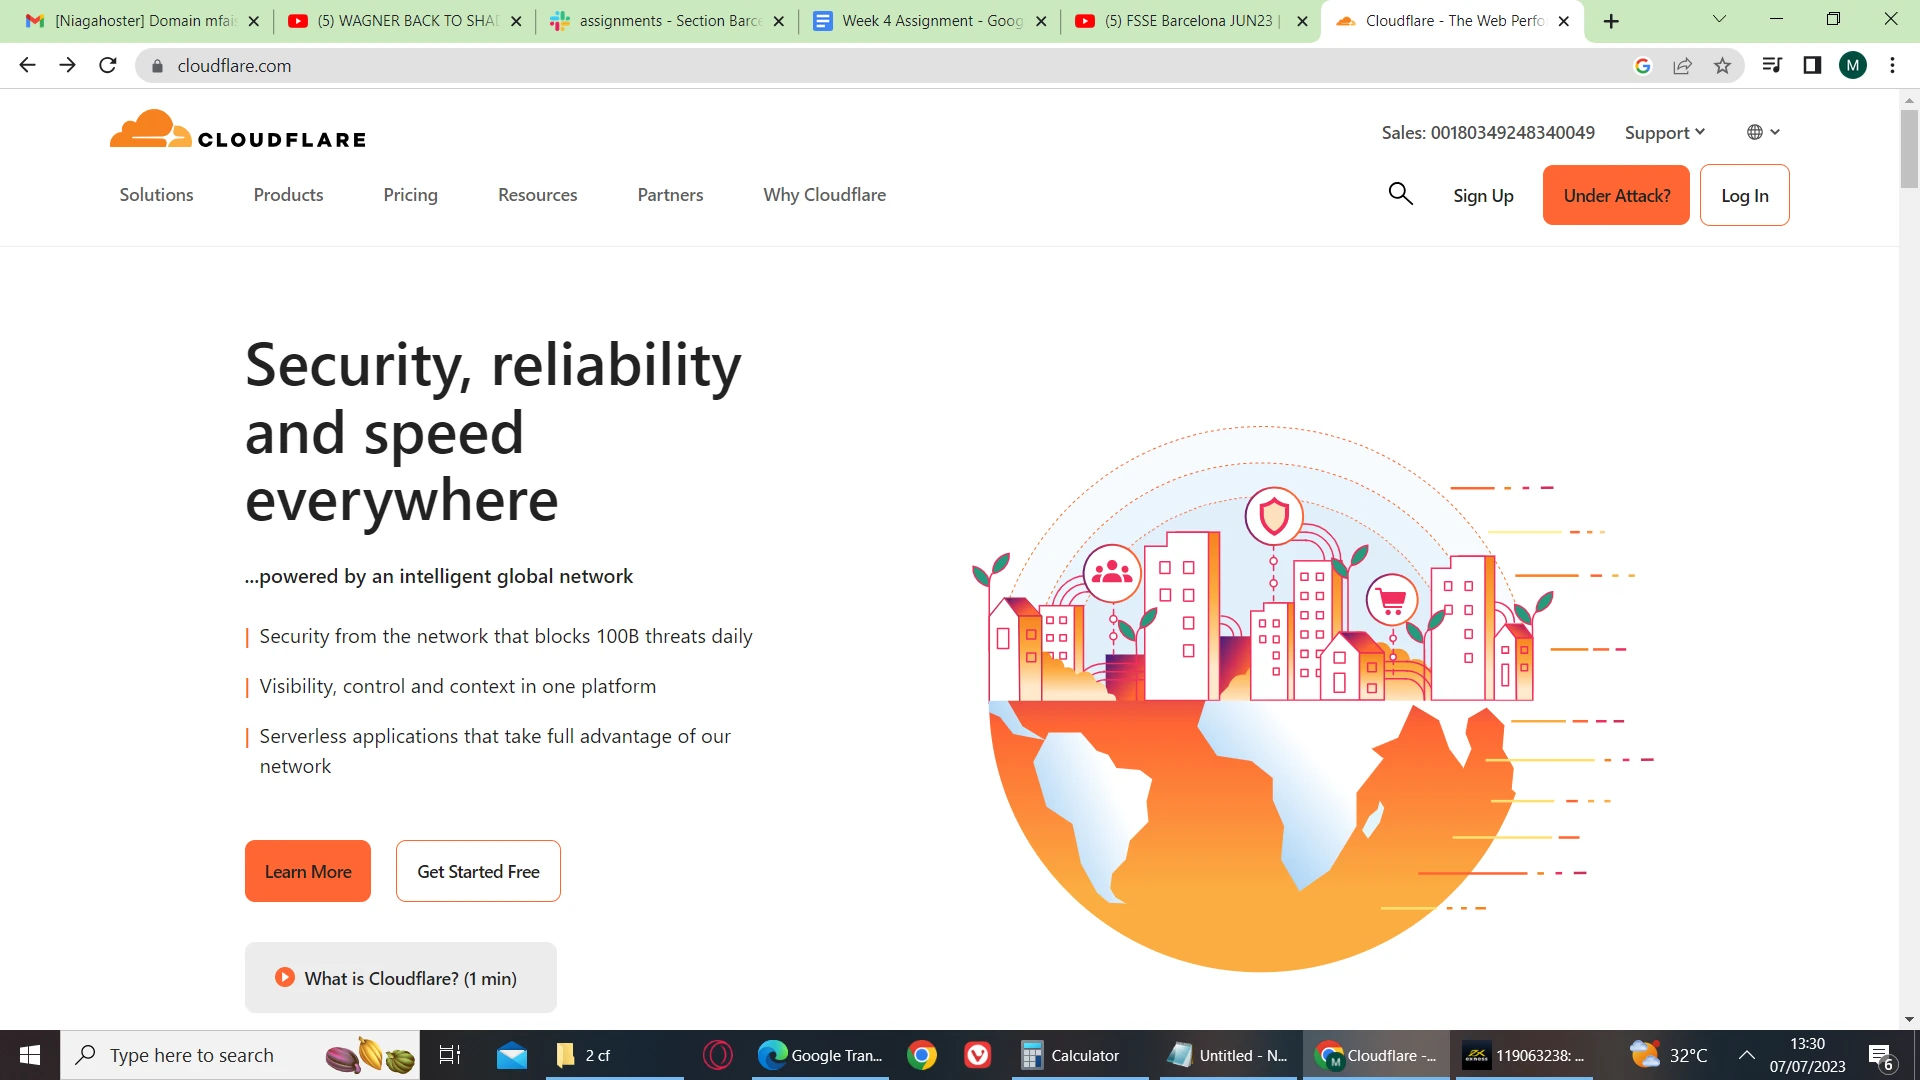 [Niagahoster] Domain mfais
(5) WAGNER BACK TO SHAD
assignments - Section Barce
Week 4 Assignment - Goog
(5) FSSE Barcelona JUN23 |
Cloudflare - The Web Perfo
cloudflare.com
M
CLOUDFLARE
Sales: 00180349248340049
Support
Solutions
Products
Pricing
Resources
Partners
Why Cloudflare
Sign Up
Under Attack?
Log In
Security, reliability
and speed
everywhere
...powered by an intelligent global network
Security from the network that blocks 100B threats daily
Visibility, control and context in one platform
Serverless applications that take full advantage of our
network
Learn More
Get Started Free
What is Cloudflare? (1 min)
Type here to search
2 cf
Google Tran...
Calculator
Untitled - N...
M
Cloudflare -...
exness
119063238: ...
32°C
13:30
07/07/2023
6